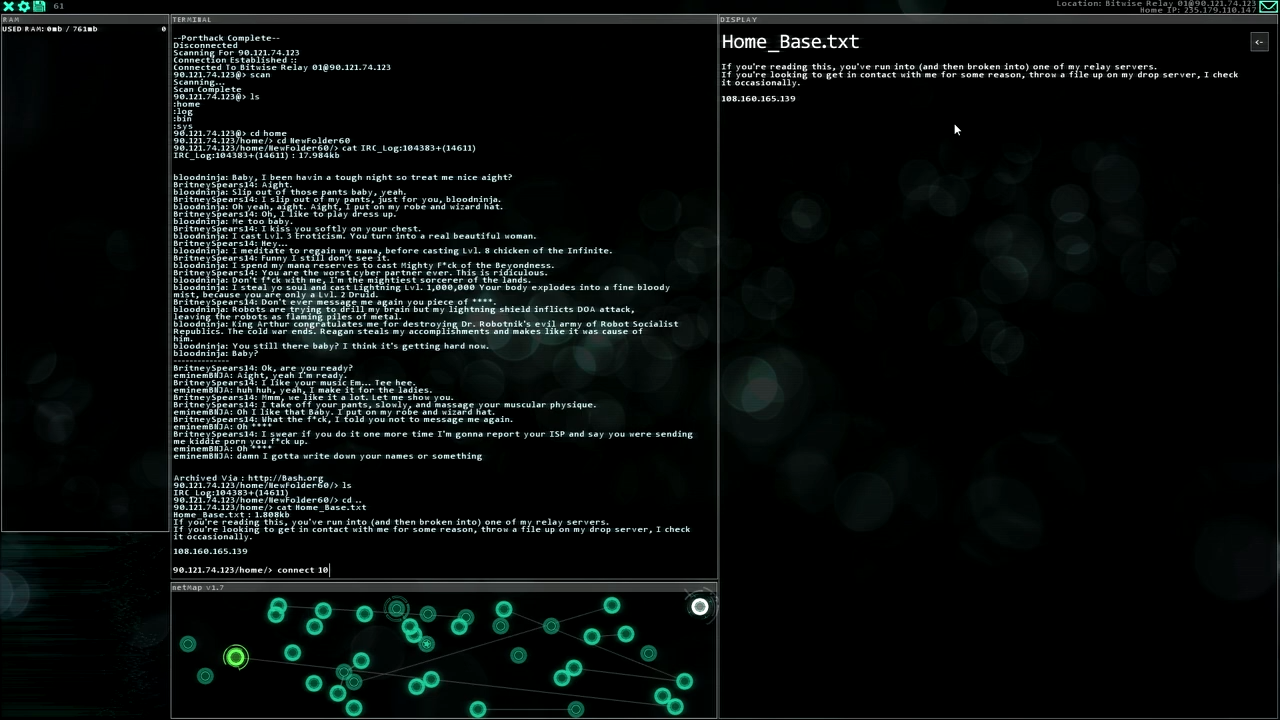 61
Location: Bitwise Relay 01@90.121.74.123
Home IP: 235.179.110.147
RAM
USED RAM: 0mb / 761mb 0
TERMINAL
--Porthack Complete--
Disconnected
Scanning For 90.121.74.123
Connection Established ::
Connected To Bitwise Relay 01@90.121.74.123
90.121.74.123@> scan
Scanning...
Scan Complete
90.121.74.123@> ls
:home
:log
:bin
:sys
90.121.74.123@> cd home
90.121.74.123/home/> cd NewFolder60
90.121.74.123/home/NewFolder60/> cat IRC_Log:104383+(14611)
IRC_Log:104383+(14611) : 17.984kb
bloodninja: Baby, I been havin a tough night so treat me nice aight?
BritneySpears14: Aight.
bloodninja: Slip out of those pants baby, yeah.
BritneySpears14: I slip out of my pants, just for you, bloodninja.
bloodninja: Oh yeah, aight. Aight, I put on my robe and wizard hat.
BritneySpears14: Oh, I like to play dress up.
bloodninja: Me too baby.
BritneySpears14: I kiss you softly on your chest.
bloodninja: I cast Lvl. 3 Eroticism. You turn into a real beautiful woman.
BritneySpears14: Hey...
bloodninja: I meditate to regain my mana, before casting Lvl. 8 chicken of the Infinite.
BritneySpears14: Funny I still don't see it.
bloodninja: I spend my mana reserves to cast Mighty F*ck of the Beyondness.
BritneySpears14: You are the worst cyber partner ever. This is ridiculous.
bloodninja: Don't f*ck with me, I'm the mightiest sorcerer of the lands.
bloodninja: I steal yo soul and cast Lightning Lvl. 1,000,000 Your body explodes into a fine bloody
mist, because you are only a Lvl. 2 Druid.
BritneySpears14: Don't ever message me again you piece of ****.
bloodninja: Robots are trying to drill my brain but my lightning shield inflicts DOA attack,
leaving the robots as flaming piles of metal.
bloodninja: King Arthur congratulates me for destroying Dr. Robotnik's evil army of Robot Socialist
Republics. The cold war ends. Reagan steals my accomplishments and makes like it was cause of
him.
bloodninja: You still there baby? I think it's getting hard now.
bloodninja: Baby?
--------------
BritneySpears14: Ok, are you ready?
eminemBNJA: Aight, yeah I'm ready.
BritneySpears14: I like your music Em... Tee hee.
eminemBNJA: huh huh, yeah, I make it for the ladies.
BritneySpears14: Mmm, we like it a lot. Let me show you.
BritneySpears14: I take off your pants, slowly, and massage your muscular physique.
eminemBNJA: Oh I like that Baby. I put on my robe and wizard hat.
BritneySpears14: What the f*ck, I told you not to message me again.
eminemBNJA: Oh ****
BritneySpears14: I swear if you do it one more time I'm gonna report your ISP and say you were sending
me kiddie porn you f*ck up.
eminemBNJA: Oh ****
eminemBNJA: damn I gotta write down your names or something
Archived Via : http://Bash.org
90.121.74.123/home/NewFolder60/> ls
IRC_Log:104383+(14611)
90.121.74.123/home/NewFolder60/> cd ..
90.121.74.123/home/> cat Home_Base.txt
Home_Base.txt : 1.808kb
If you're reading this, you've run into (and then broken into) one of my relay servers.
If you're looking to get in contact with me for some reason, throw a file up on my drop server, I check
it occasionally.
108.160.165.139
90.121.74.123/home/> connect 10
netMap v1.7
DISPLAY
Home_Base.txt
<-
If you're reading this, you've run into (and then broken into) one of my relay servers.
If you're looking to get in contact with me for some reason, throw a file up on my drop server, I check
it occasionally.
108.160.165.139